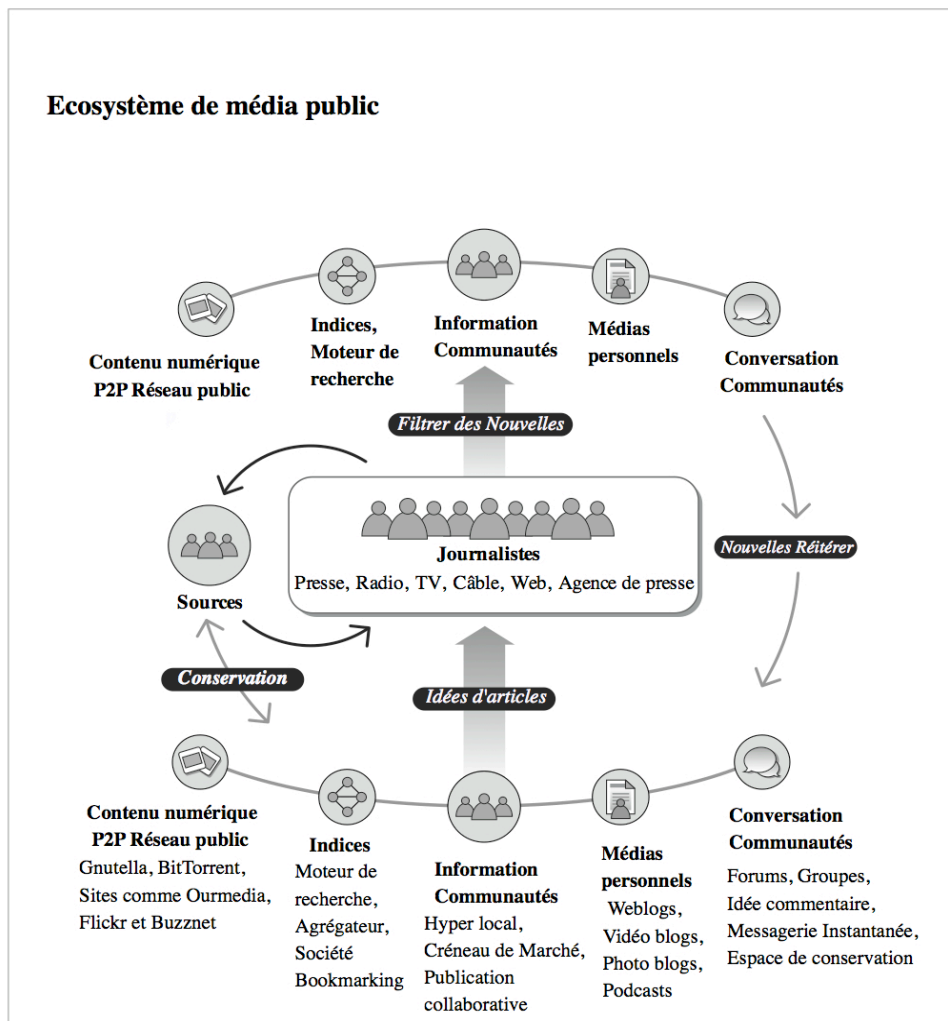 Ecosystème de média public
Contenu numérique
P2P Réseau public
Indices,
Moteur de
recherche
Information
Communautés
Médias
personnels
Conversation
Communautés
Filtrer des Nouvelles
Journalistes
Presse, Radio, TV, Câble, Web, Agence de presse
Nouvelles Réitérer
Sources
Conservation
Idées d'articles
Contenu numérique
P2P Réseau public
Gnutella, BitTorrent,
Sites comme Ourmedia,
Flickr et Buzznet
Indices
Moteur de
recherche,
Agrégateur,
Société
Bookmarking
Information
Communautés
Hyper local,
Créneau de Marché,
Publication
collaborative
Médias
personnels
Weblogs,
Vidéo blogs,
Photo blogs,
Podcasts
Conversation
Communautés
Forums, Groupes,
Idée commentaire,
Messagerie Instantanée,
Espace de conservation